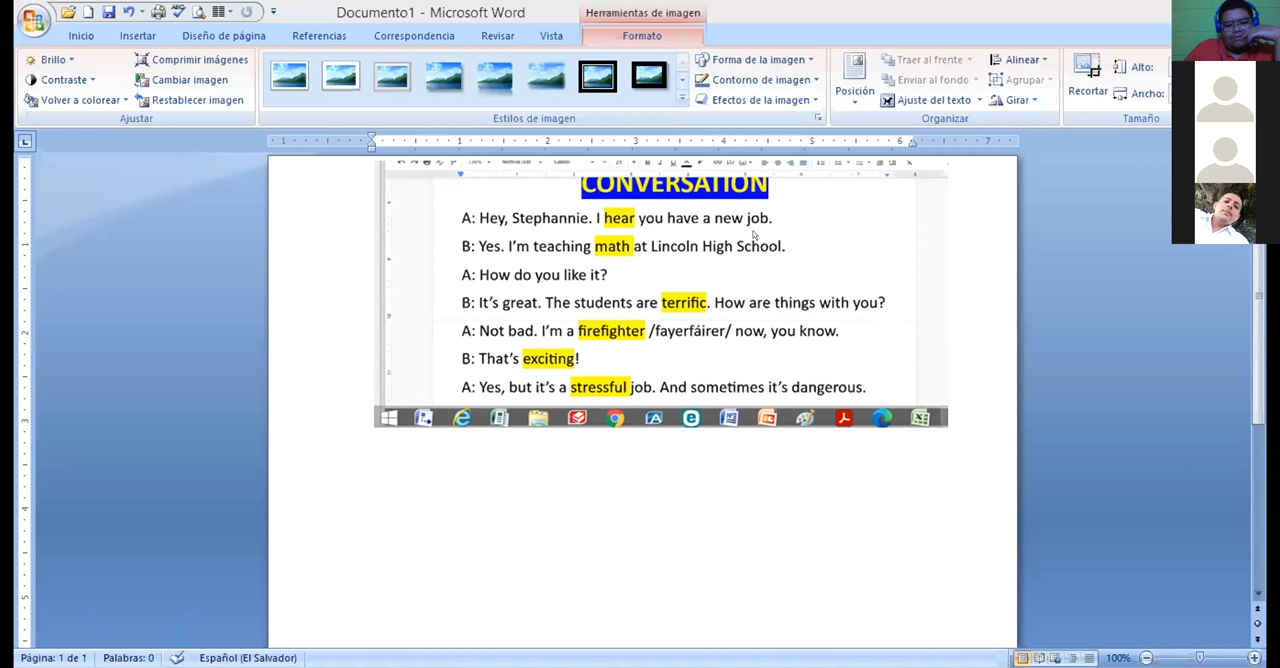 Documento1 - Microsoft Word
Herramientas de imagen
Inicio Insertar Diseño de página Referencias Correspondencia Revisar Vista Formato
Brillo Comprimir imágenes Forma de la imagen Traer al frente Alinear Alto:
Contraste Cambiar imagen Contorno de imagen Posición Enviar al fondo Agrupar Recortar Ancho:
Volver a colorear Restablecer imagen Efectos de la imagen Ajuste del texto Girar
Ajustar Estilos de imagen Organizar Tamaño
CONVERSATION
A: Hey, Stephannie. I hear you have a new job.
B: Yes. I'm teaching math at Lincoln High School.
A: How do you like it?
B: It's great. The students are terrific. How are things with you?
A: Not bad. I'm a firefighter /fayerfáirer/ now, you know.
B: That's exciting!
A: Yes, but it's a stressful job. And sometimes it's dangerous.
Página: 1 de 1 Palabras: 0 Español (El Salvador) 100%